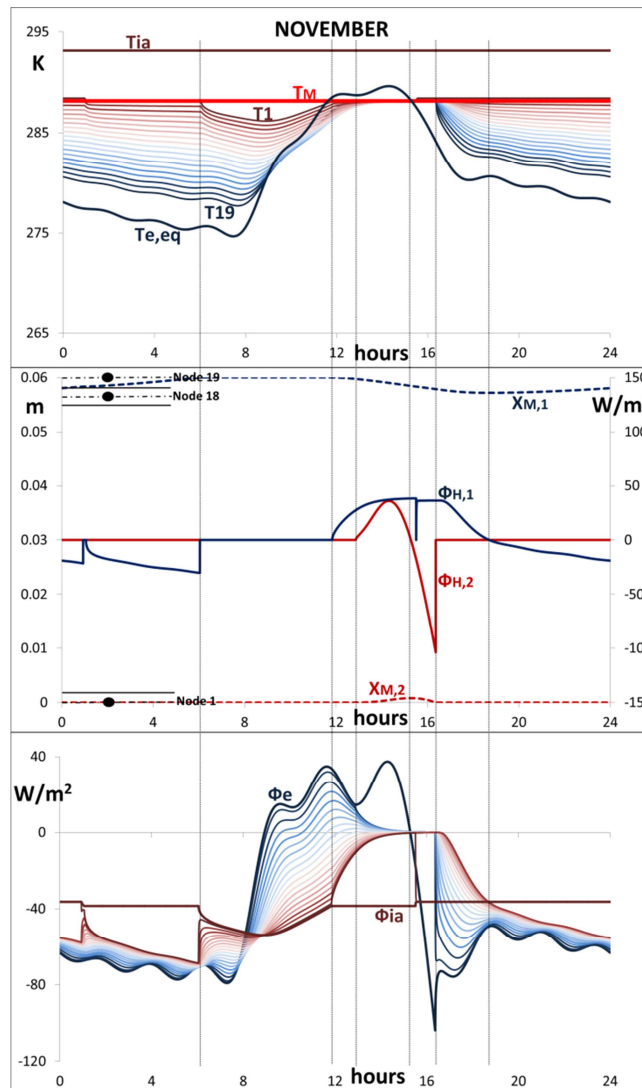 NOVEMBER
295
Tia
K
TM
285
T1
T19
275
Te,eq
265
0 4 8 12 16 20 24
hours
0.06 Node 19 150
m Node 18 W/m
0.05 XM,1 100
0.04 ΦH,1 50
0.03 0
0.02 ΦH,2 -50
0.01 -10
XM,2
0 Node 1 -15
0 4 8 12 16 20 24
hours
40
W/m²
Φe
0
-40
Φia
-80
-120
0 4 8 12 16 20 24
hours